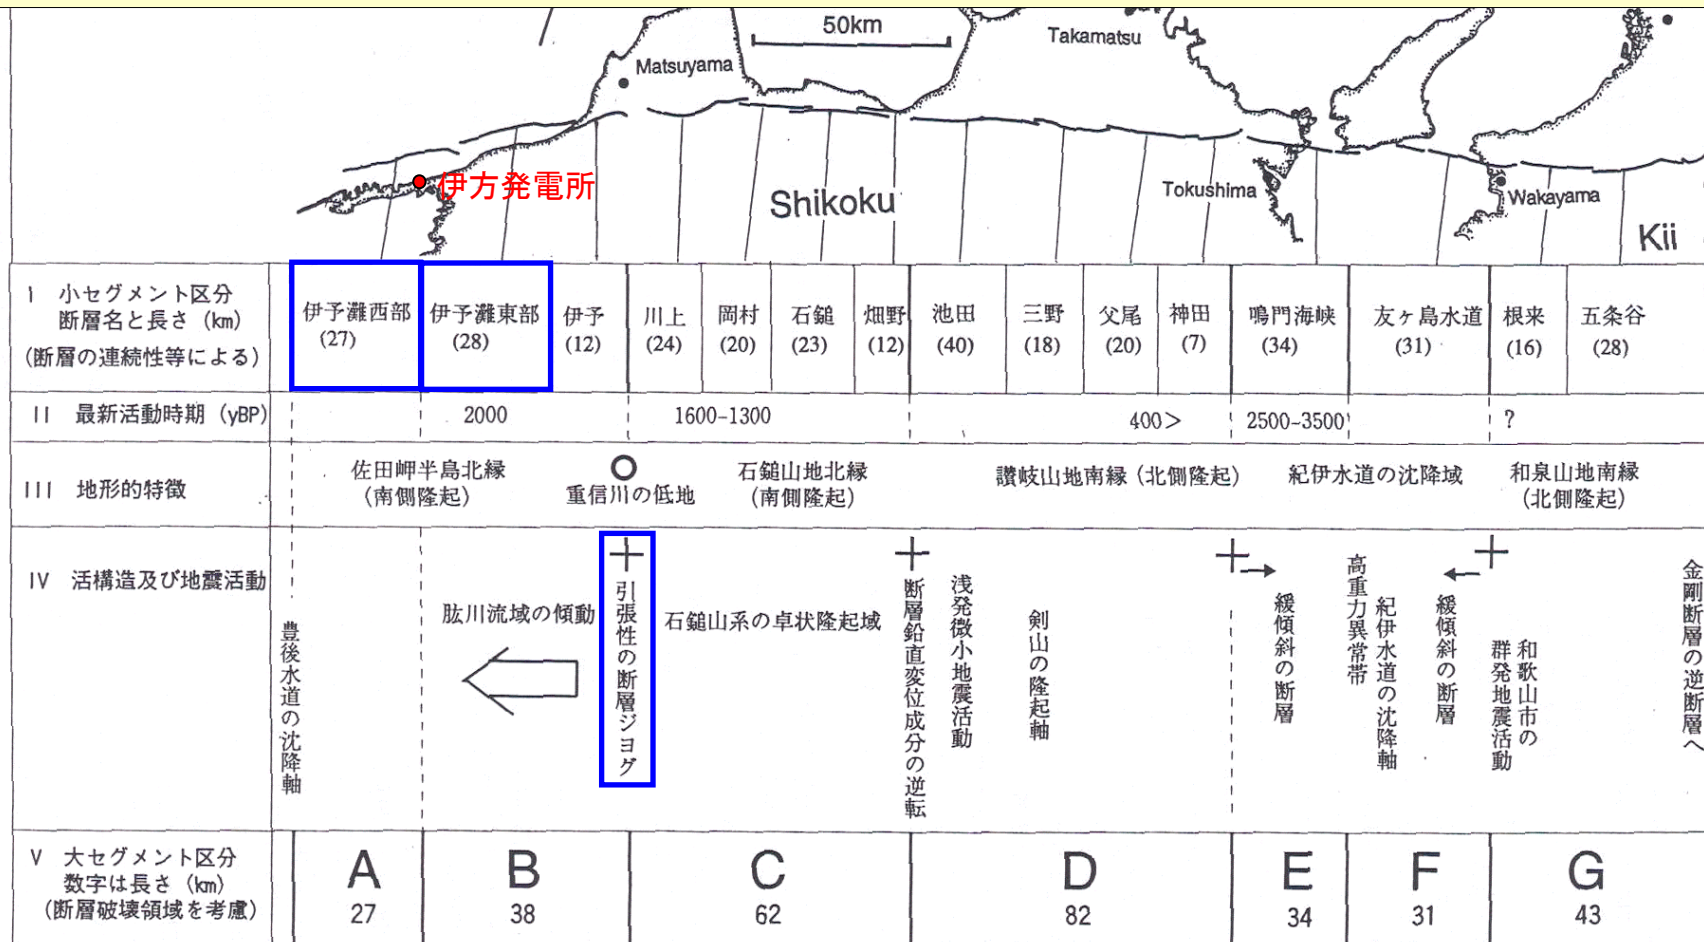 50km
Takamatsu
Matsuyama
伊方発電所
Shikoku
Tokushima
Wakayama
Kii
I 小セグメント区分
断層名と長さ (km)
(断層の連続性等による)
伊予灘西部
(27)
伊予灘東部
(28)
伊予
(12)
川上
(24)
岡村
(20)
石鎚
(23)
畑野
(12)
池田
(40)
三野
(18)
父尾
(20)
神田
(7)
鳴門海峡
(34)
友ヶ島水道
(31)
根来
(16)
五条谷
(28)
II 最新活動時期 (yBP)
2000
1600-1300
400>
2500~3500
?
III 地形的特徴
佐田岬半島北縁
(南側隆起)
重信川の低地
石鎚山地北縁
(南側隆起)
讃岐山地南縁 (北側隆起)
紀伊水道の沈降域
和泉山地南縁
(北側隆起)
IV 活構造及び地震活動
豊後水道の沈降軸
肱川流域の傾動
引張性の断層ジョグ
石鎚山系の卓状隆起域
断層鉛直変位成分の逆転
浅発微小地震活動
剣山の隆起軸
緩傾斜の断層
高重力異常帯
紀伊水道の沈降軸
緩傾斜の断層
和歌山市の
群発地震活動
金剛断層の逆断層へ
V 大セグメント区分
数字は長さ (km)
(断層破壊領域を考慮)
A
27
B
38
C
62
D
82
E
34
F
31
G
43